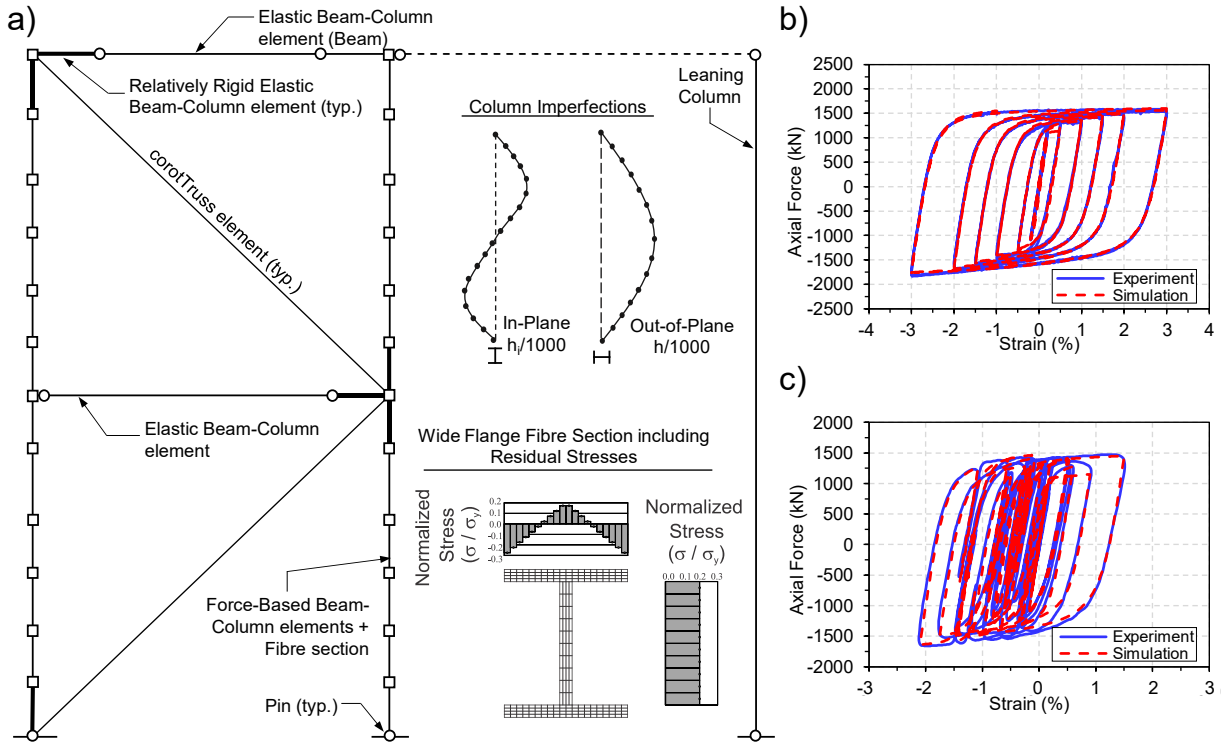 a)
Elastic Beam-Column
element (Beam)
Relatively Rigid Elastic
Beam-Column element (typ.)
corotTruss element (typ.)
Elastic Beam-Column
element
Force-Based Beam-
Column elements +
Fibre section
Pin (typ.)
Leaning
Column
Column Imperfections
In-Plane
hᵢ/1000
Out-of-Plane
h/1000
Wide Flange Fibre Section including
Residual Stresses
Normalized
Stress
(σ / σy)
0.2
0.1
0.0
-0.1
-0.2
-0.3
Normalized
Stress
(σ / σy)
0.0 0.1 0.2 0.3
b)
Axial Force (kN)
2500
2000
1500
1000
500
0
-500
-1000
-1500
-2000
-2500
Experiment
Simulation
-4 -3 -2 -1 0 1 2 3 4
Strain (%)
c)
Axial Force (kN)
2000
1500
1000
500
0
-500
-1000
-1500
-2000
Experiment
Simulation
-3 -2 -1 0 1 2 3
Strain (%)